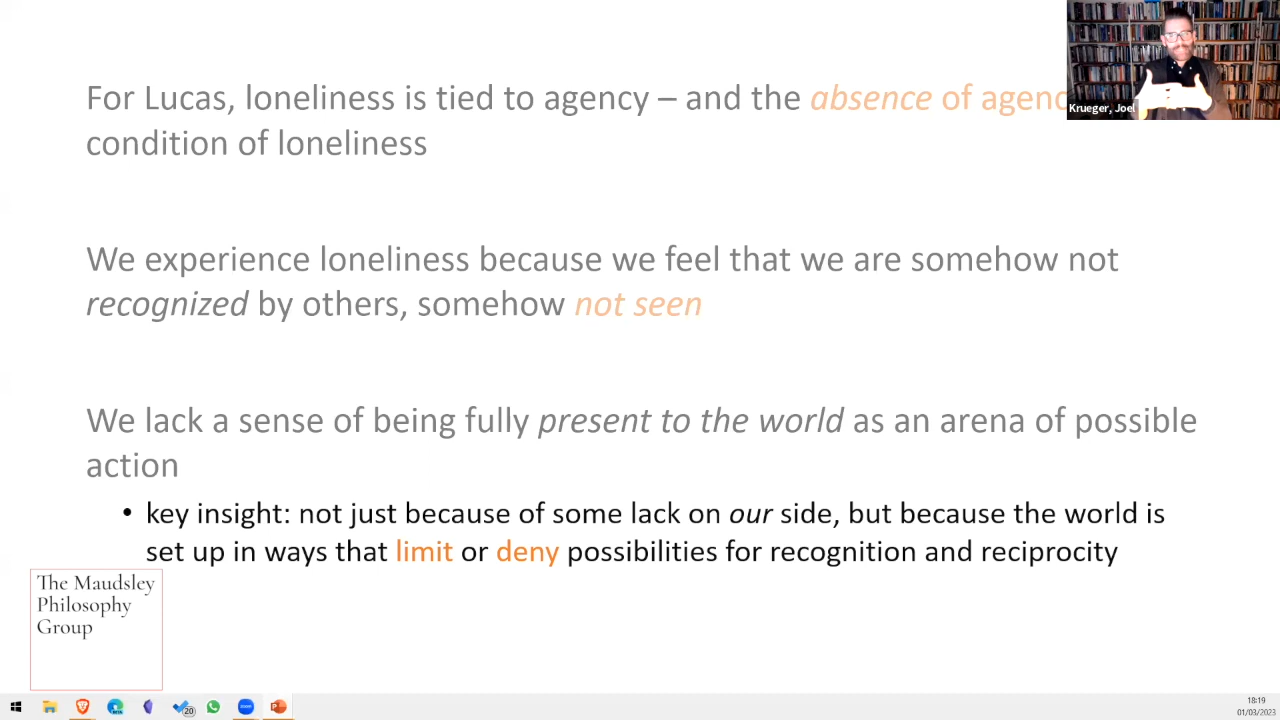 For Lucas, loneliness is tied to agency – and the absence of agenc
condition of loneliness
Krueger, Joel
We experience loneliness because we feel that we are somehow not
recognized by others, somehow not seen
We lack a sense of being fully present to the world as an arena of possible
action
• key insight: not just because of some lack on our side, but because the world is
set up in ways that limit or deny possibilities for recognition and reciprocity
The Maudsley
Philosophy
Group
20
18:19
01/03/2023